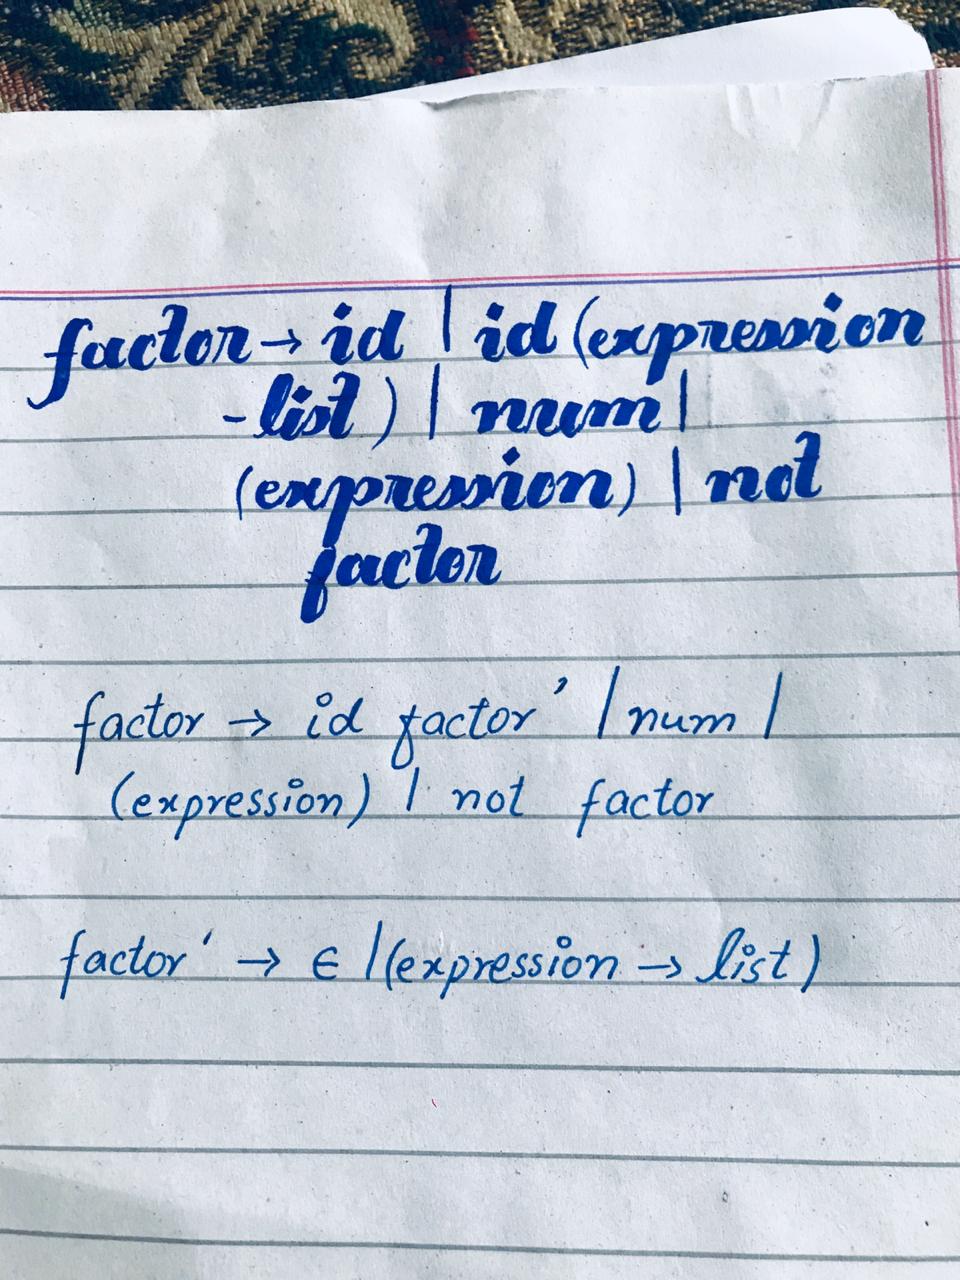 factor → id | id (expression
-list) | num |
(expression) | not
factor
factor → id factor' | num |
(expression) | not factor
factor' → ∈ | (expression → list)